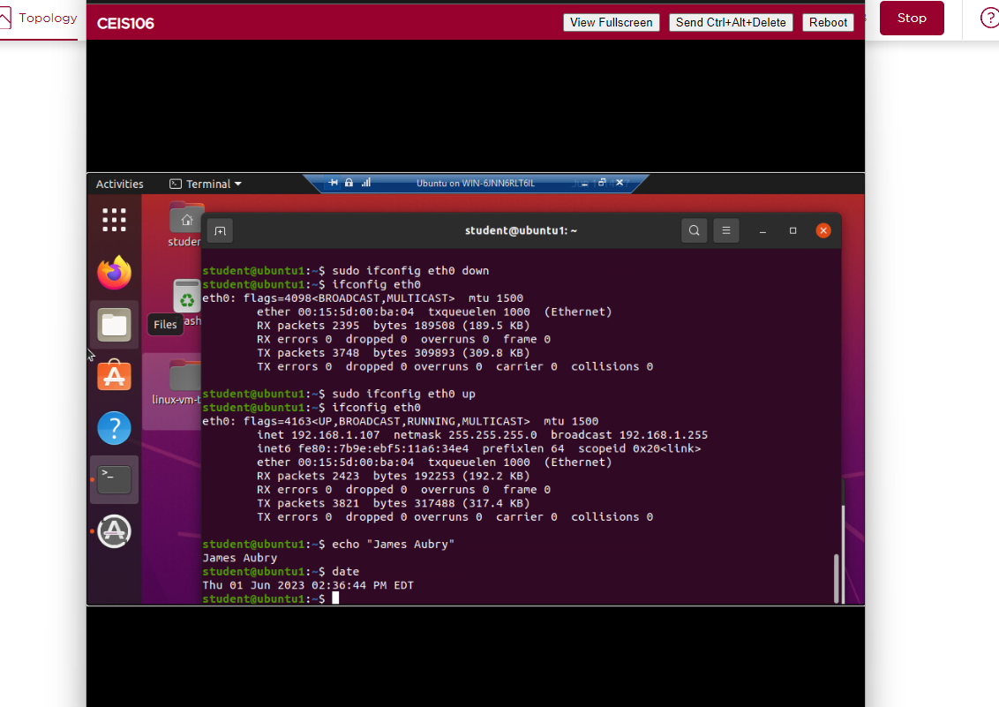 Topology
CEIS106
View Fullscreen
Send Ctrl+Alt+Delete
Reboot
Stop
?
Activities
Terminal
Ubuntu on WIN-6JNN6RLT6IL
student@ubuntu1: ~
studen
ash
Files
linux-vm-t
student@ubuntu1:~$ sudo ifconfig eth0 down
student@ubuntu1:~$ ifconfig eth0
eth0: flags=4098<BROADCAST,MULTICAST>  mtu 1500
        ether 00:15:5d:00:ba:04  txqueuelen 1000  (Ethernet)
        RX packets 2395  bytes 189508 (189.5 KB)
        RX errors 0  dropped 0  overruns 0  frame 0
        TX packets 3748  bytes 309893 (309.8 KB)
        TX errors 0  dropped 0 overruns 0  carrier 0  collisions 0
student@ubuntu1:~$ sudo ifconfig eth0 up
student@ubuntu1:~$ ifconfig eth0
eth0: flags=4163<UP,BROADCAST,RUNNING,MULTICAST>  mtu 1500
        inet 192.168.1.107  netmask 255.255.255.0  broadcast 192.168.1.255
        inet6 fe80::7b9e:ebf5:11a6:34e4  prefixlen 64  scopeid 0x20<link>
        ether 00:15:5d:00:ba:04  txqueuelen 1000  (Ethernet)
        RX packets 2423  bytes 192253 (192.2 KB)
        RX errors 0  dropped 0  overruns 0  frame 0
        TX packets 3821  bytes 317488 (317.4 KB)
        TX errors 0  dropped 0 overruns 0  carrier 0  collisions 0
student@ubuntu1:~$ echo "James Aubry"
James Aubry
student@ubuntu1:~$ date
Thu 01 Jun 2023 02:36:44 PM EDT
student@ubuntu1:~$